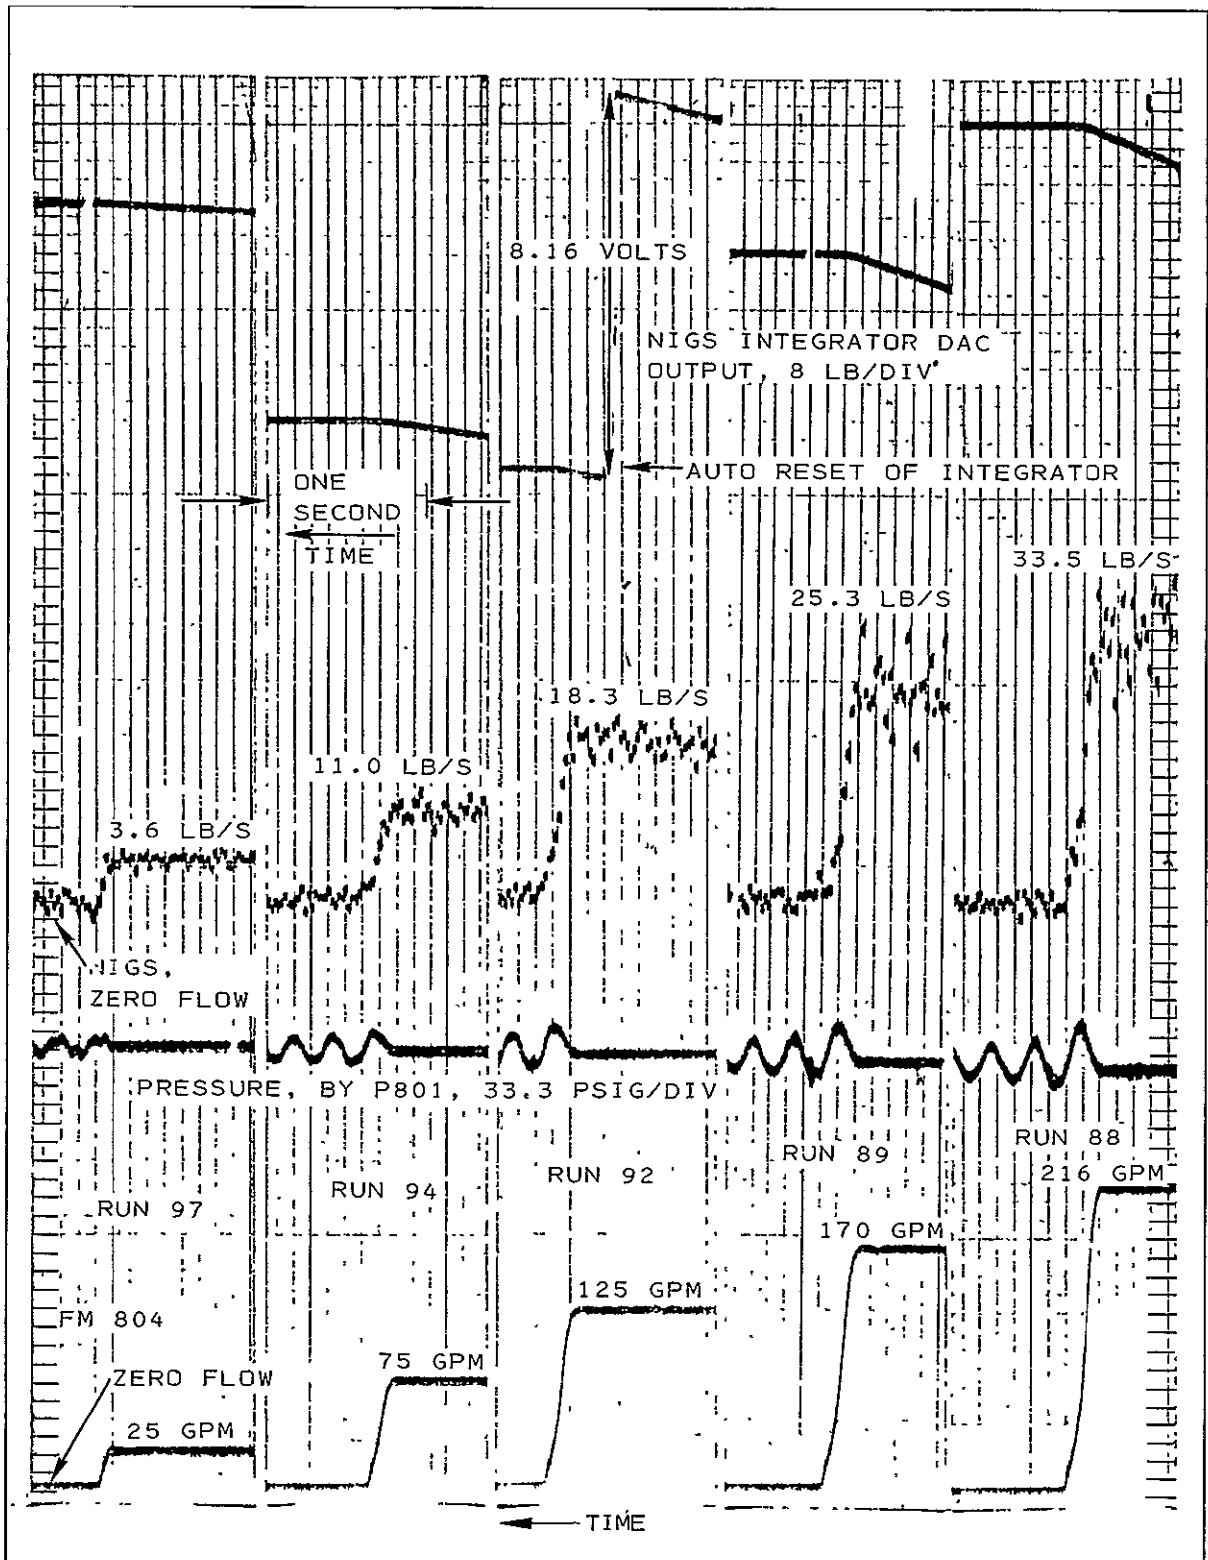 8.16 VOLTS
NIGS INTEGRATOR DAC
OUTPUT, 8 LB/DIV
AUTO RESET OF INTEGRATOR
ONE
SECOND
TIME
33.5 LB/S
25.3 LB/S
18.3 LB/S
11.0 LB/S
3.6 LB/S
NIGS,
ZERO FLOW
PRESSURE, BY P801, 33.3 PSIG/DIV
RUN 88
RUN 89
RUN 92
RUN 94
RUN 97
216 GPM
170 GPM
125 GPM
FM 804
75 GPM
ZERO FLOW
25 GPM
TIME